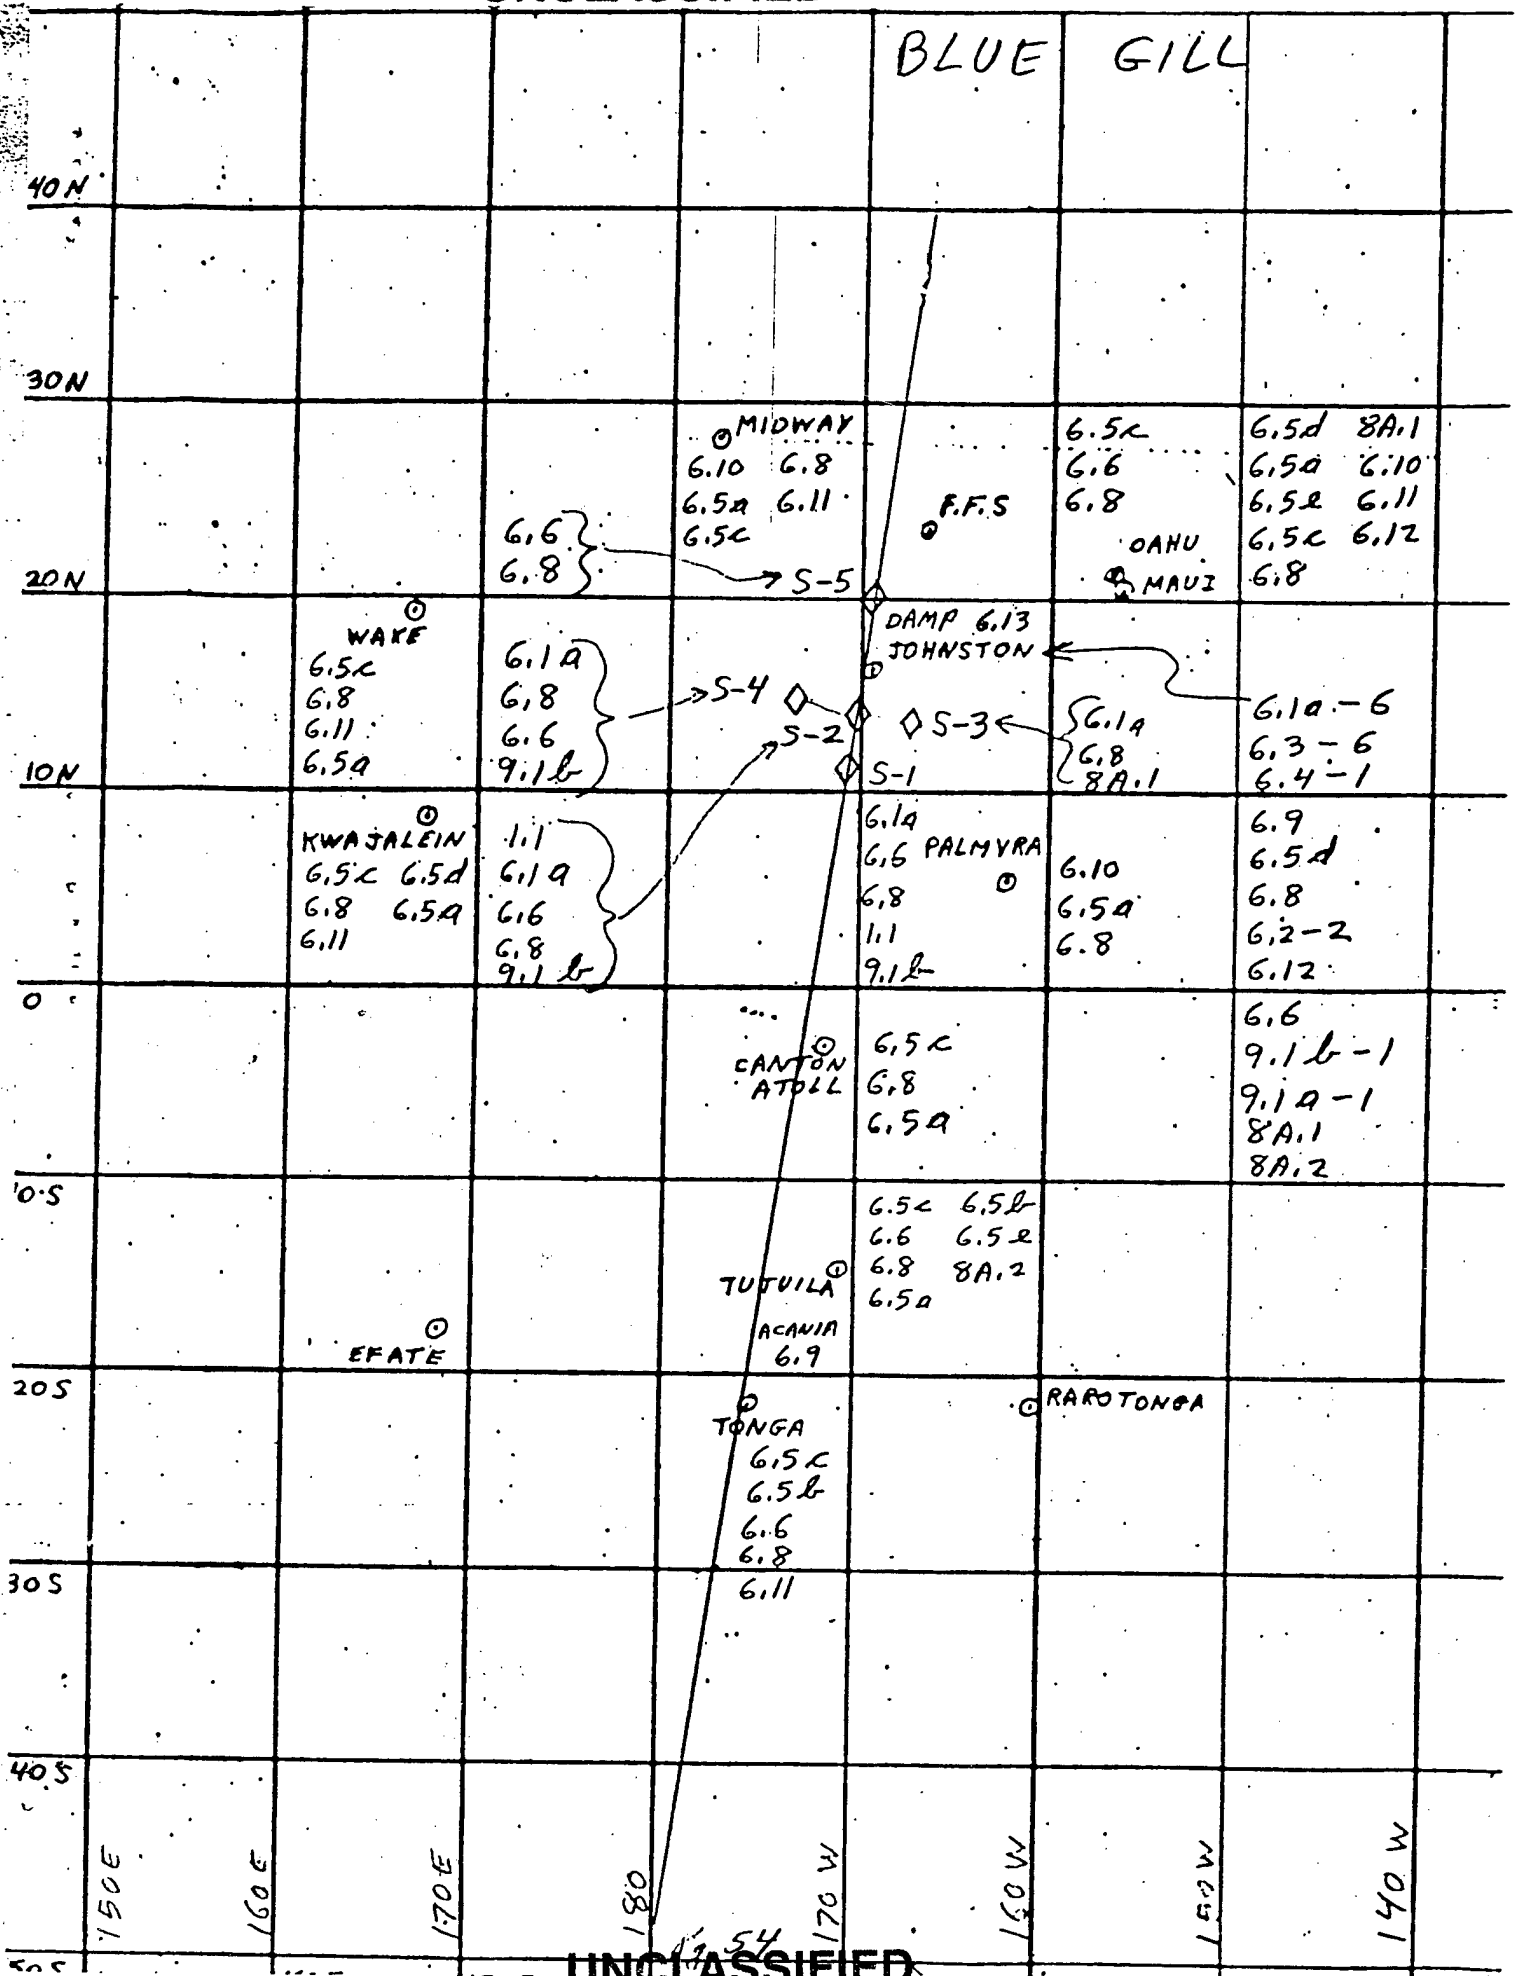 BLUE GILL
40N
30N
MIDWAY
6.10 6.8
6.5a 6.11
6.5c
6.5c
6.6
6.8
6.5d 8A.1
6.5a 6.10
6.5e 6.11
6.5c 6.12
6.8
F.F.S
OAHU
MAUI
6.6
6.8
S-5
20N
WAKE
6.5c
6.8
6.11
6.5a
6.1a
6.8
6.6
9.1b
S-4
S-2
DAMP 6.13
JOHNSTON
S-3
6.1a
6.8
8A.1
6.1a-6
6.3-6
6.4-1
S-1
10N
KWAJALEIN
6.5c 6.5d
6.8 6.5a
6.11
1.1
6.1a
6.6
6.8
9.1b
6.1a
6.6
6.8
1.1
9.1b
PALMYRA
6.10
6.5a
6.8
6.9
6.5d
6.8
6.2-2
6.12
0
CANTON
ATOLL
6.5c
6.8
6.5a
6.6
9.1b-1
9.1a-1
8A.1
8A.2
10S
6.5c 6.5b
6.6 6.5e
6.8 8A.2
6.5a
TUTUILA
ACANIA
6.9
EFATE
20S
TONGA
6.5c
6.5b
6.6
6.8
6.11
RAROTONGA
30S
40S
150E
160E
170E
180
170W
160W
150W
140W
50S
54
UNCLASSIFIED